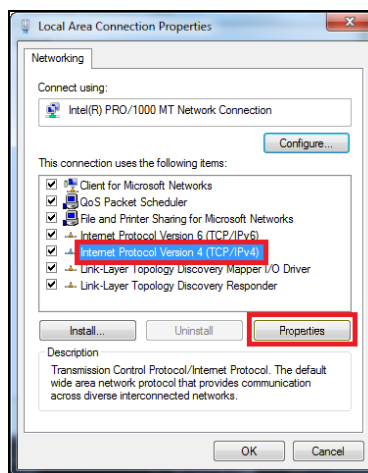 Local Area Connection Properties
Networking
Connect using:
Intel(R) PRO/1000 MT Network Connection
Configure...
This connection uses the following items:
Client for Microsoft Networks
QoS Packet Scheduler
File and Printer Sharing for Microsoft Networks
Internet Protocol Version 6 (TCP/IPv6)
Internet Protocol Version 4 (TCP/IPv4)
Link-Layer Topology Discovery Mapper I/O Driver
Link-Layer Topology Discovery Responder
Install... Uninstall Properties
Description
Transmission Control Protocol/Internet Protocol. The default
wide area network protocol that provides communication
across diverse interconnected networks.
OK Cancel